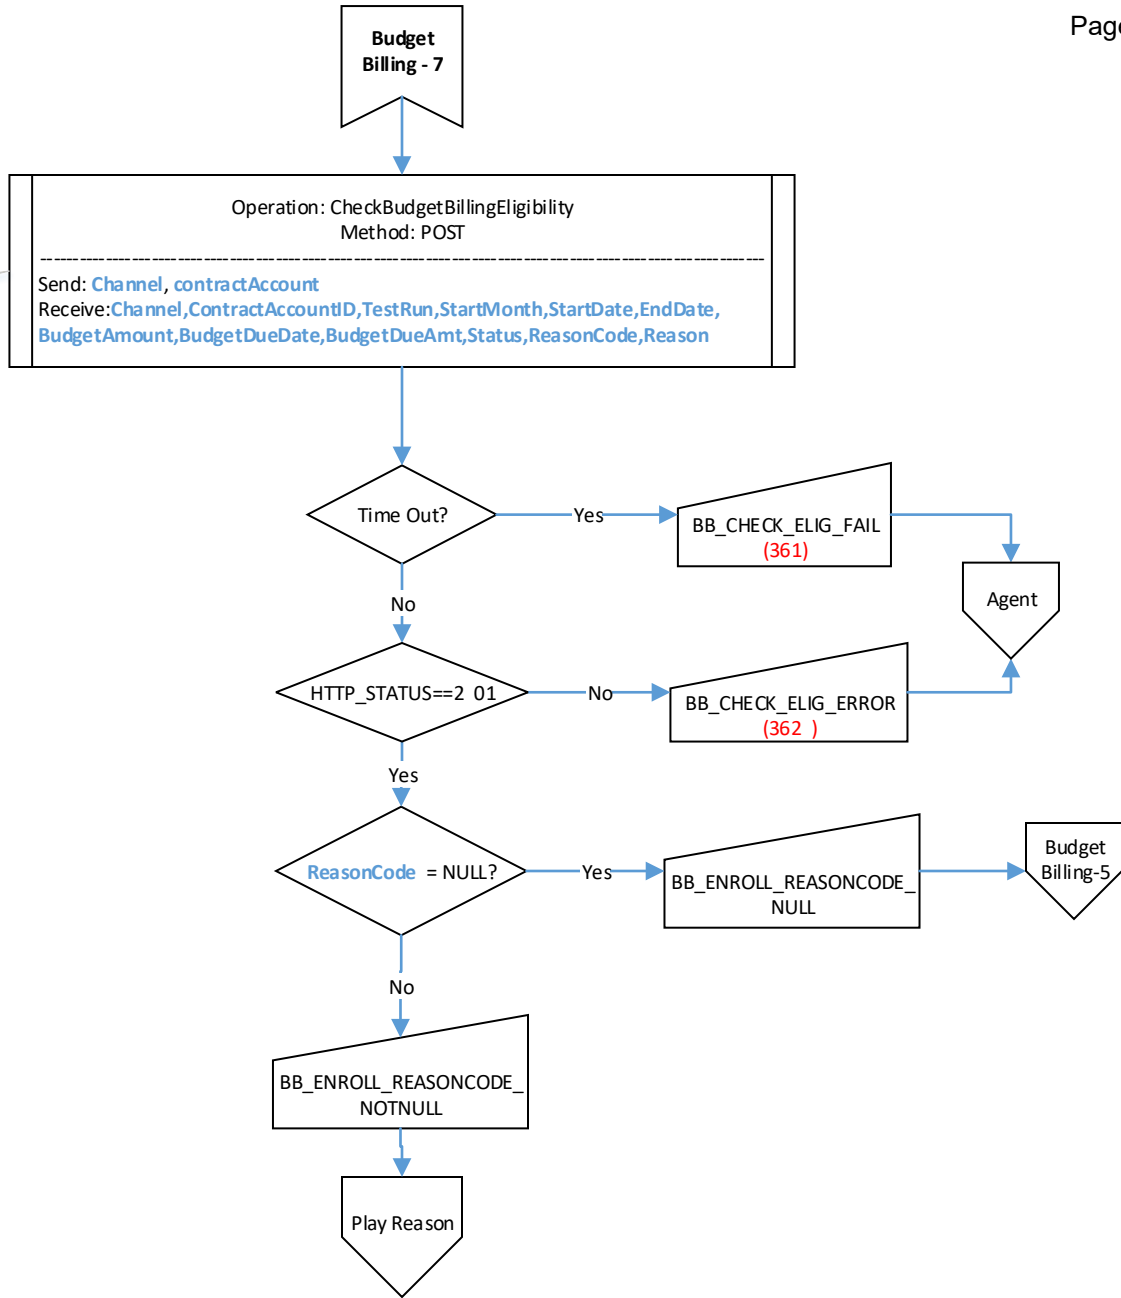 Page
Budget
Billing - 7
Operation: CheckBudgetBillingEligibility
Method: POST
Send: Channel, contractAccount
Receive:Channel,ContractAccountID,TestRun,StartMonth,StartDate,EndDate,
BudgetAmount,BudgetDueDate,BudgetDueAmt,Status,ReasonCode,Reason
Time Out?
Yes
BB_CHECK_ELIG_FAIL
(361)
Agent
No
HTTP_STATUS==2 01
No
BB_CHECK_ELIG_ERROR
(362 )
Yes
ReasonCode = NULL?
Yes
BB_ENROLL_REASONCODE_
NULL
Budget
Billing-5
No
BB_ENROLL_REASONCODE_
NOTNULL
Play Reason